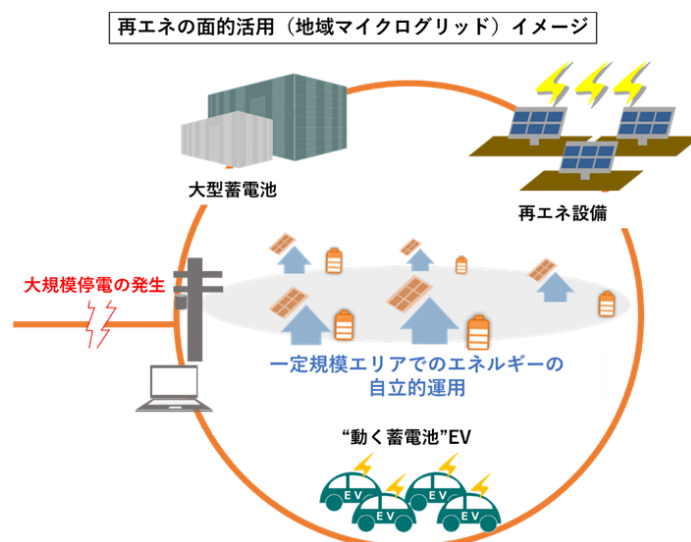 再エネの面的活用（地域マイクログリッド）イメージ
大型蓄電池
再エネ設備
大規模停電の発生
一定規模エリアでのエネルギーの
自立的運用
“動く蓄電池”EV
EV
EV
EV
EV